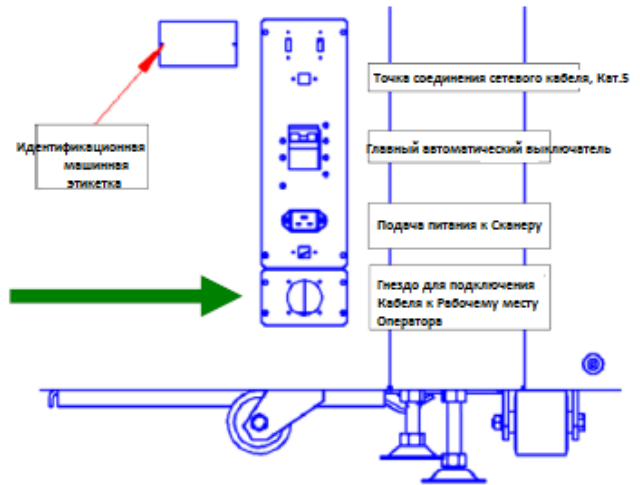 Точка соединения сетевого кабеля, Кат.5
Идентификационная
машинная
этикетка
Главный автоматический выключатель
Подача питания к Сканеру
Гнездо для подключения
Кабеля к Рабочему месту
Оператора